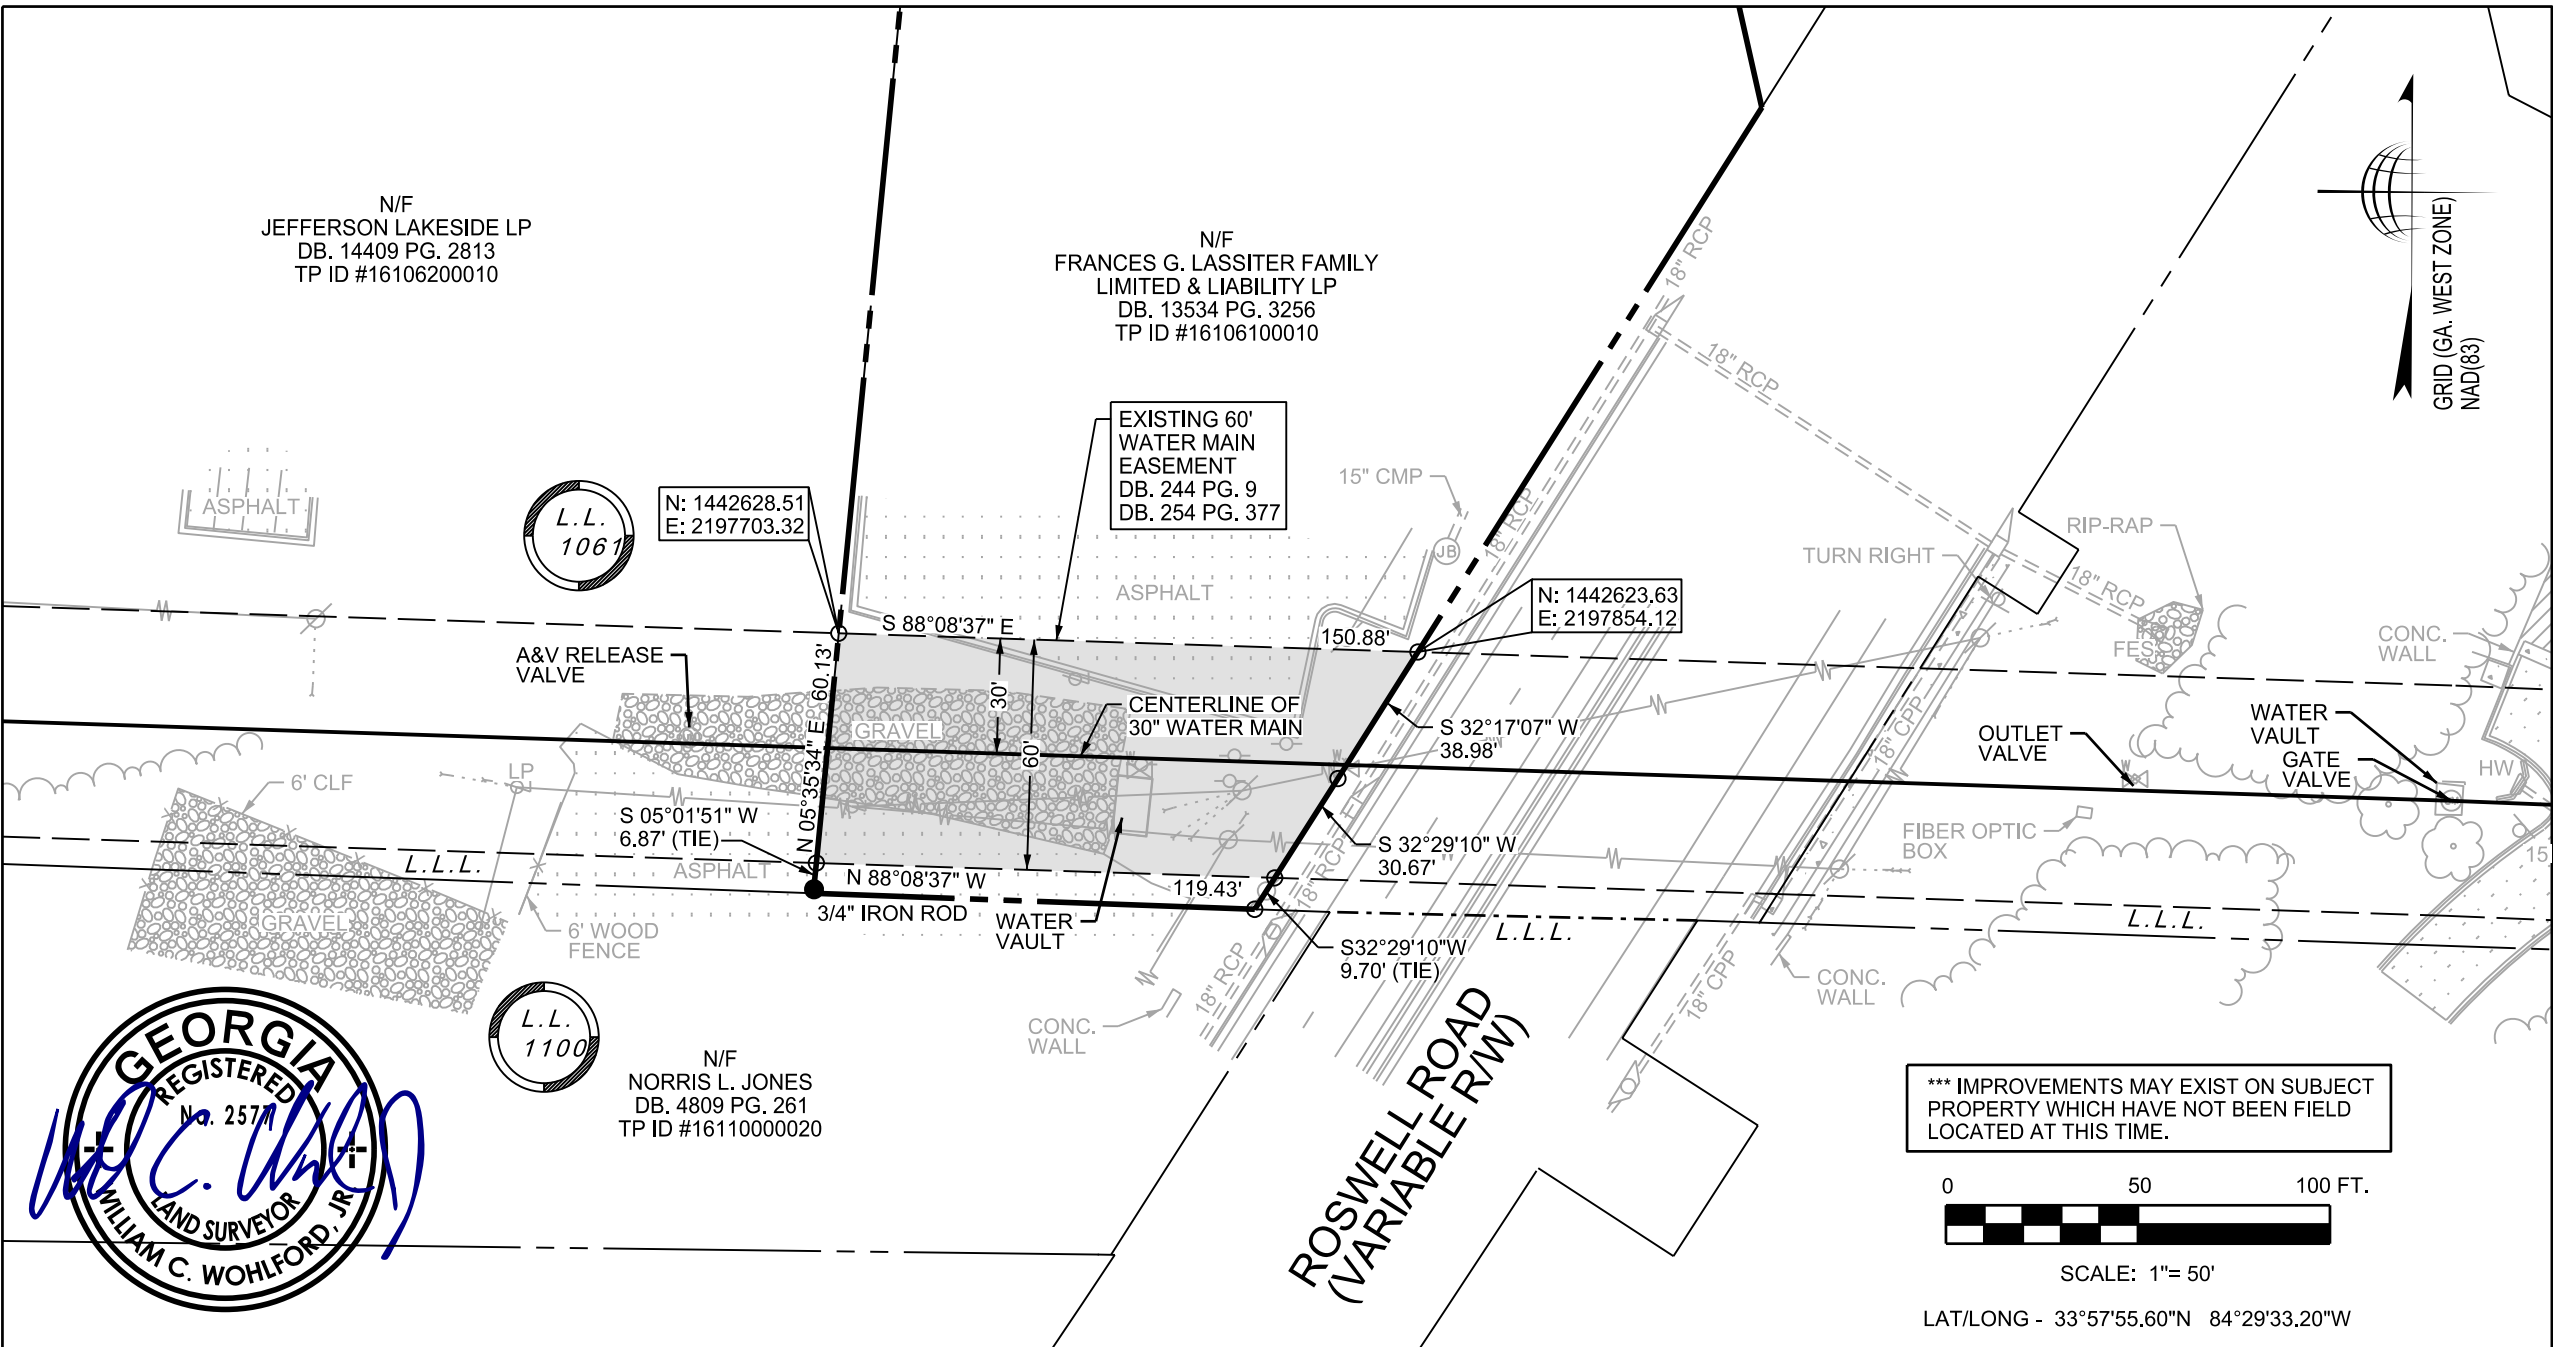 N/F
JEFFERSON LAKESIDE LP
DB. 14409 PG. 2813
TP ID #16106200010
N/F
FRANCES G. LASSITER FAMILY
LIMITED & LIABILITY LP
DB. 13534 PG. 3256
TP ID #16106100010
GRID (GA. WEST ZONE)
NAD(83)
18" RCP
18" RCP
EXISTING 60'
WATER MAIN
EASEMENT
DB. 244 PG. 9
DB. 254 PG. 377
15" CMP
JB
18" RCP
ASPHALT
L.L.
1061
N: 1442628.51
E: 2197703.32
ASPHALT
TURN RIGHT
RIP-RAP
18" RCP
FES
CONC.
WALL
N: 1442623.63
E: 2197854.12
S 88°08'37" E
150.88'
A&V RELEASE
VALVE
N 05°35'34" E 60.13'
30'
60'
CENTERLINE OF
30" WATER MAIN
GRAVEL
S 32°17'07" W
38.98'
18" CPP
OUTLET
VALVE
WATER
VAULT
GATE
VALVE
HW
6' CLF
LP
S 05°01'51" W
6.87' (TIE)
S 32°29'10" W
30.67'
FIBER OPTIC
BOX
15
L.L.L.
ASPHALT
N 88°08'37" W
119.43'
18" RCP
3/4" IRON ROD
WATER
VAULT
GRAVEL
6' WOOD
FENCE
S32°29'10"W
9.70' (TIE)
L.L.L.
L.L.L.
18" RCP
18" CPP
CONC.
WALL
CONC.
WALL
L.L.
1100
N/F
NORRIS L. JONES
DB. 4809 PG. 261
TP ID #16110000020
ROSWELL ROAD
(VARIABLE R/W)
GEORGIA
REGISTERED
No. 2577
LAND SURVEYOR
WILLIAM C. WOHLFORD, JR.
*** IMPROVEMENTS MAY EXIST ON SUBJECT
PROPERTY WHICH HAVE NOT BEEN FIELD
LOCATED AT THIS TIME.
0 50 100 FT.
SCALE: 1"= 50'
LAT/LONG - 33°57'55.60"N 84°29'33.20"W